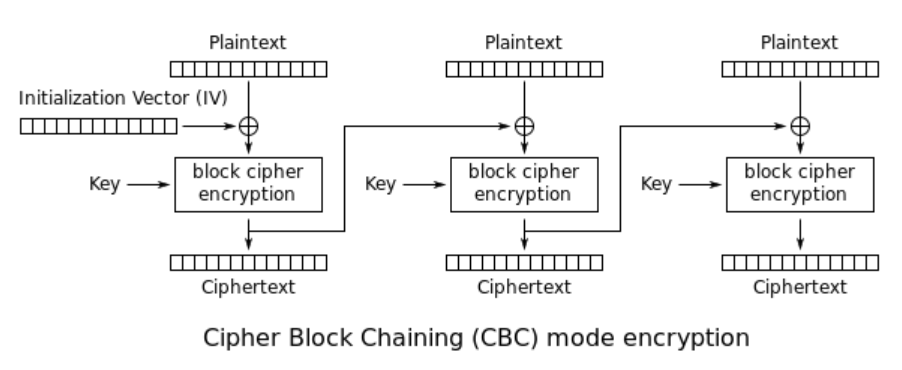 Plaintext
Plaintext
Plaintext
Initialization Vector (IV)
Key
block cipher
encryption
Key
block cipher
encryption
Key
block cipher
encryption
Ciphertext
Ciphertext
Ciphertext
Cipher Block Chaining (CBC) mode encryption